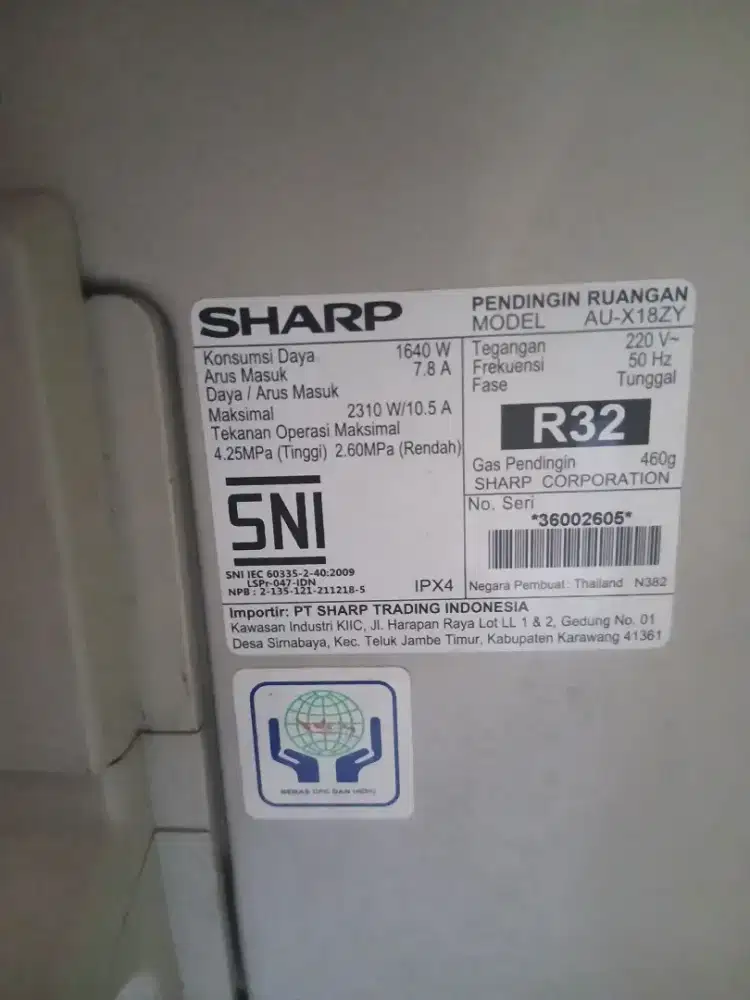 SHARP
PENDINGIN RUANGAN
MODEL AU-X18ZY
Konsumsi Daya 1640 W
Arus Masuk 7.8 A
Daya / Arus Masuk
Maksimal 2310 W/10.5 A
Tekanan Operasi Maksimal
4.25MPa (Tinggi) 2.60MPa (Rendah)
Tegangan 220 V~
Frekuensi 50 Hz
Fase Tunggal
R32
Gas Pendingin 460g
SHARP CORPORATION
SNI
SNI IEC 60335-2-40:2009
LSPr-047-IDN
NPB : 2-135-121-211218-5
IPX4
No. Seri
*36002605*
Negara Pembuat : Thailand N382
Importir: PT SHARP TRADING INDONESIA
Kawasan Industri KIIC, Jl. Harapan Raya Lot LL 1 & 2, Gedung No. 01
Desa Sirnabaya, Kec. Teluk Jambe Timur, Kabupaten Karawang 41361
BEBAS CFC DAN